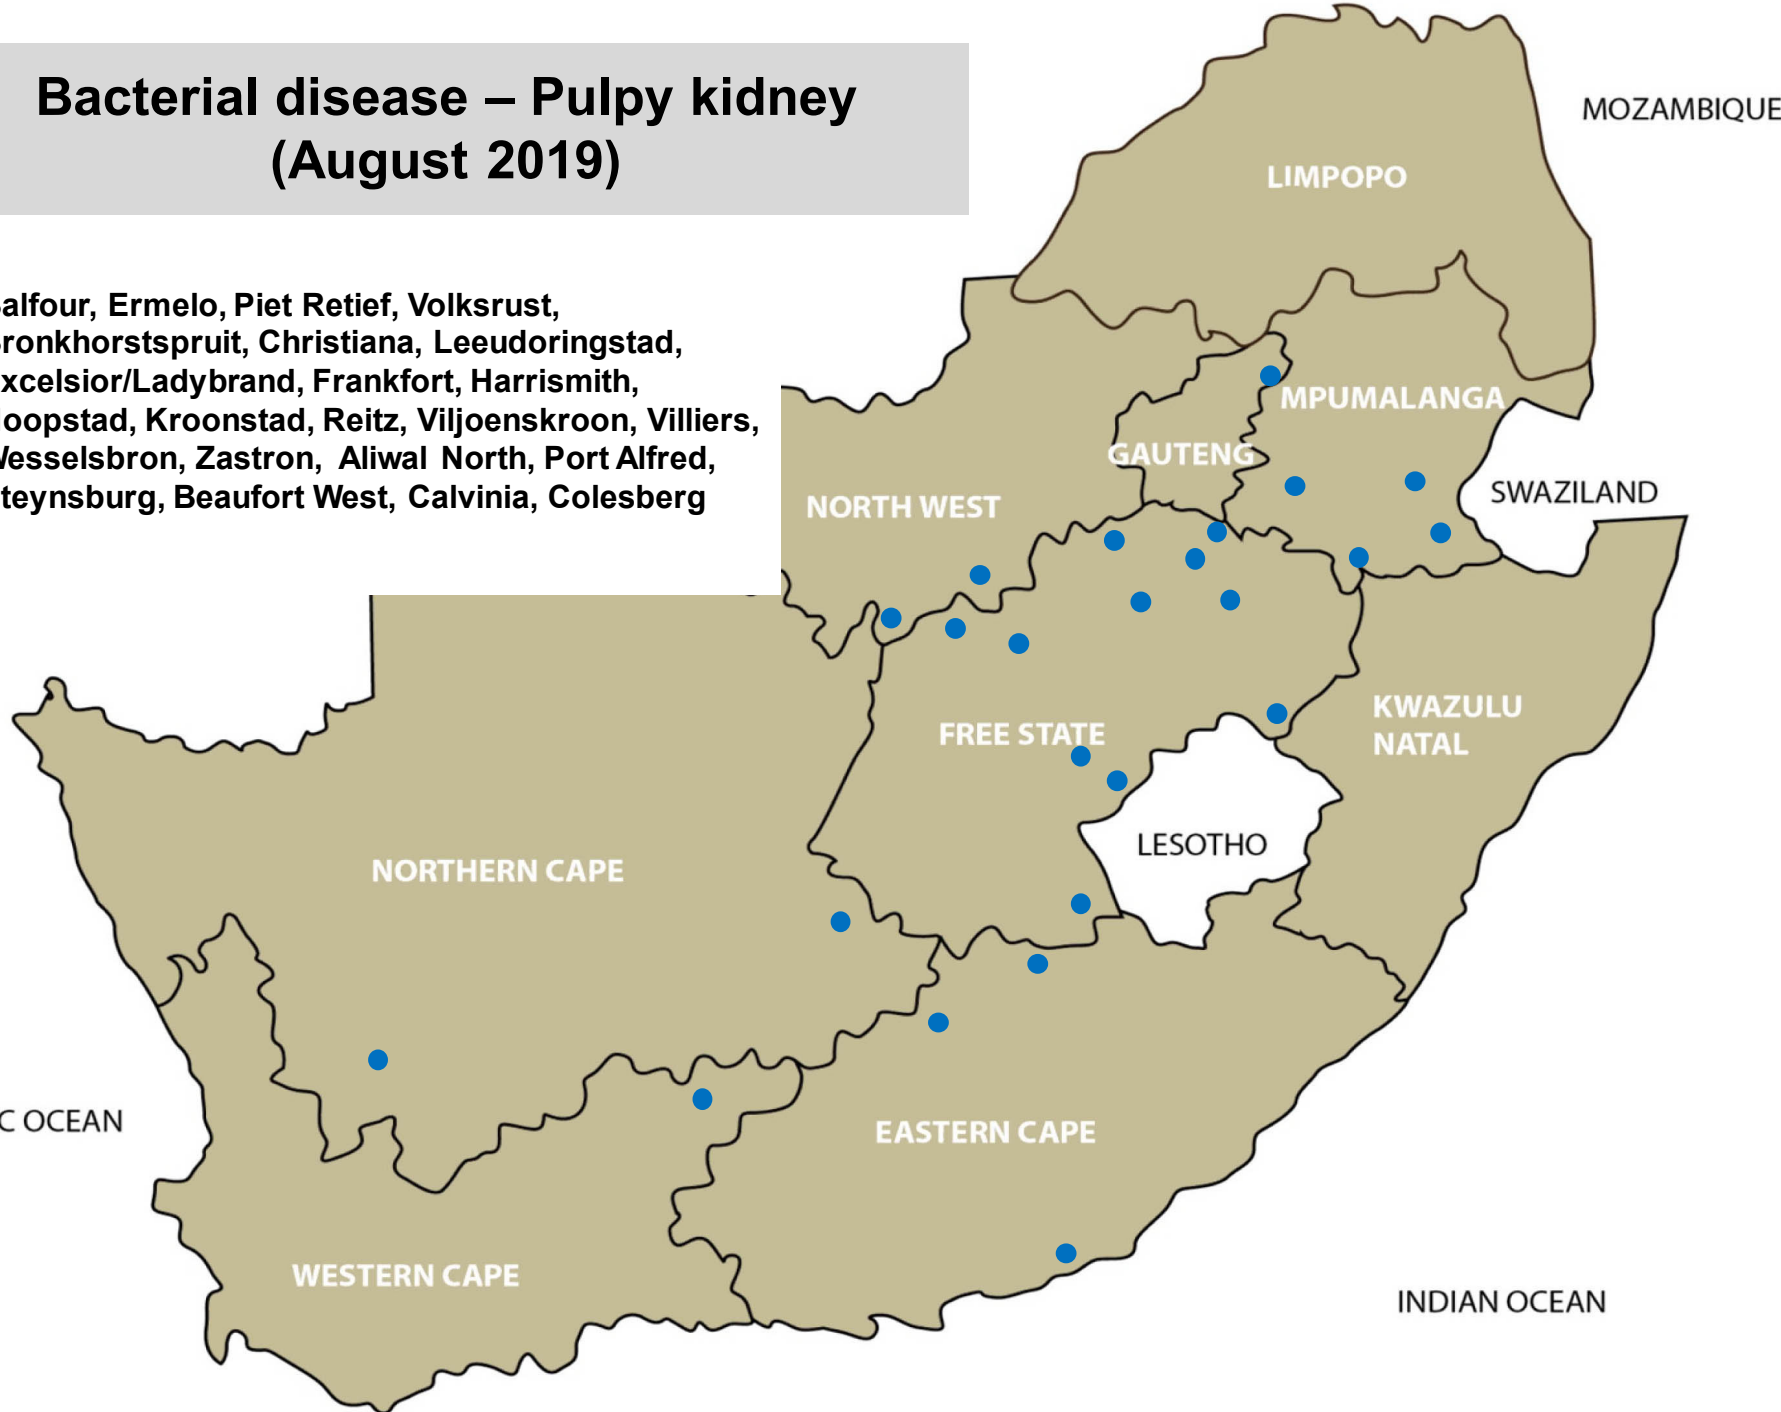 Bacterial disease – Pulpy kidney
(August 2019)
MOZAMBIQUE
LIMPOPO
alfour, Ermelo, Piet Retief, Volksrust,
ronkhorstspruit, Christiana, Leeudoringstad,
xcelsior/Ladybrand, Frankfort, Harrismith,
oopstad, Kroonstad, Reitz, Viljoenskroon, Villiers,
Wesselsbron, Zastron, Aliwal North, Port Alfred,
teynsburg, Beaufort West, Calvinia, Colesberg
MPUMALANGA
GAUTENG
SWAZILAND
NORTH WEST
KWAZULU
NATAL
FREE STATE
LESOTHO
NORTHERN CAPE
C OCEAN
EASTERN CAPE
WESTERN CAPE
INDIAN OCEAN